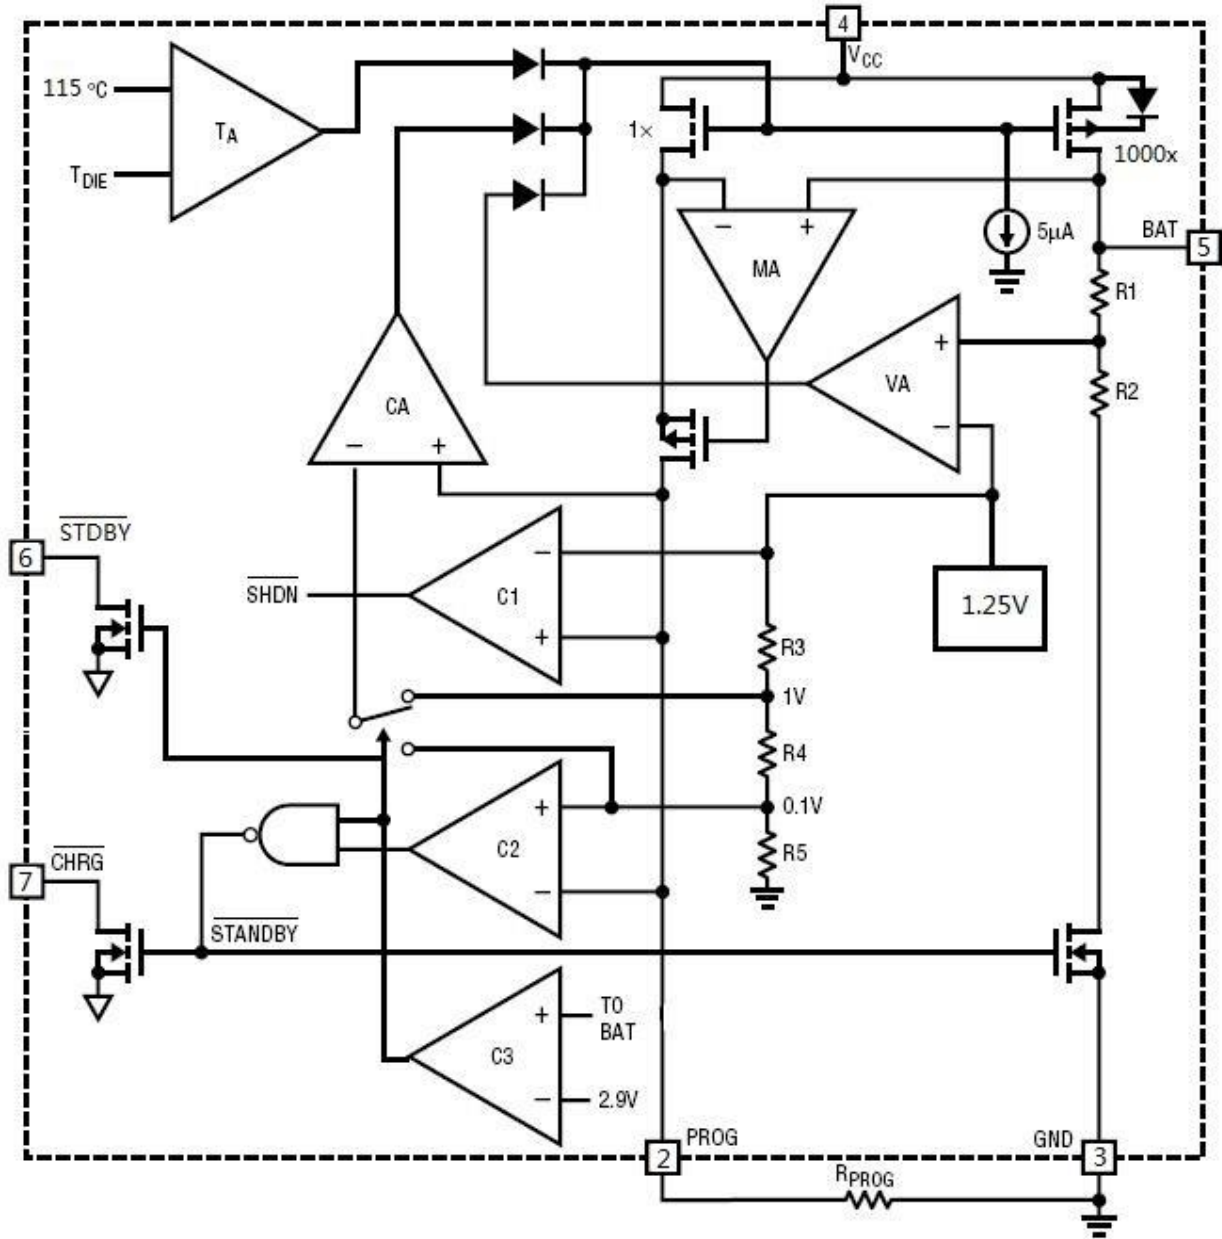 4
VCC
115 °C
TA
TDIE
1×
1000x
5µA
BAT
5
− +
MA
R1
+
VA
−
R2
CA
− +
STDBY
6
−
C1
+
SHDN
1.25V
R3
1V
R4
+
0.1V
C2
−
R5
CHRG
7
STANDBY
+
TO
BAT
C3
−
2.9V
PROG
2
GND
3
RPROG